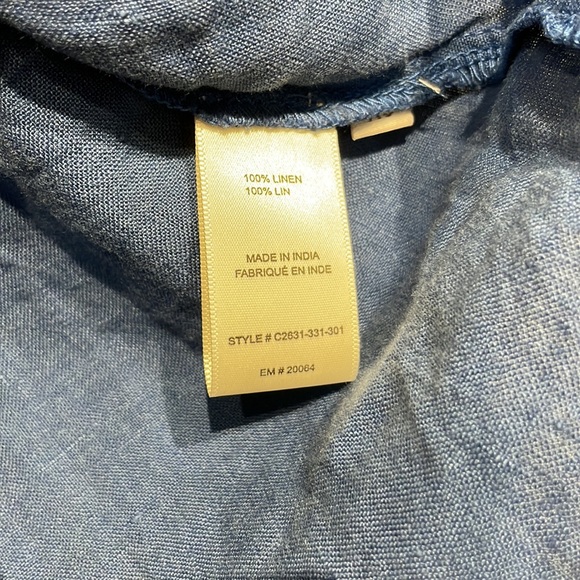 100% LINEN
100% LIN
MADE IN INDIA
FABRIQUÉ EN INDE
STYLE # C2631-331-301
EM # 20064